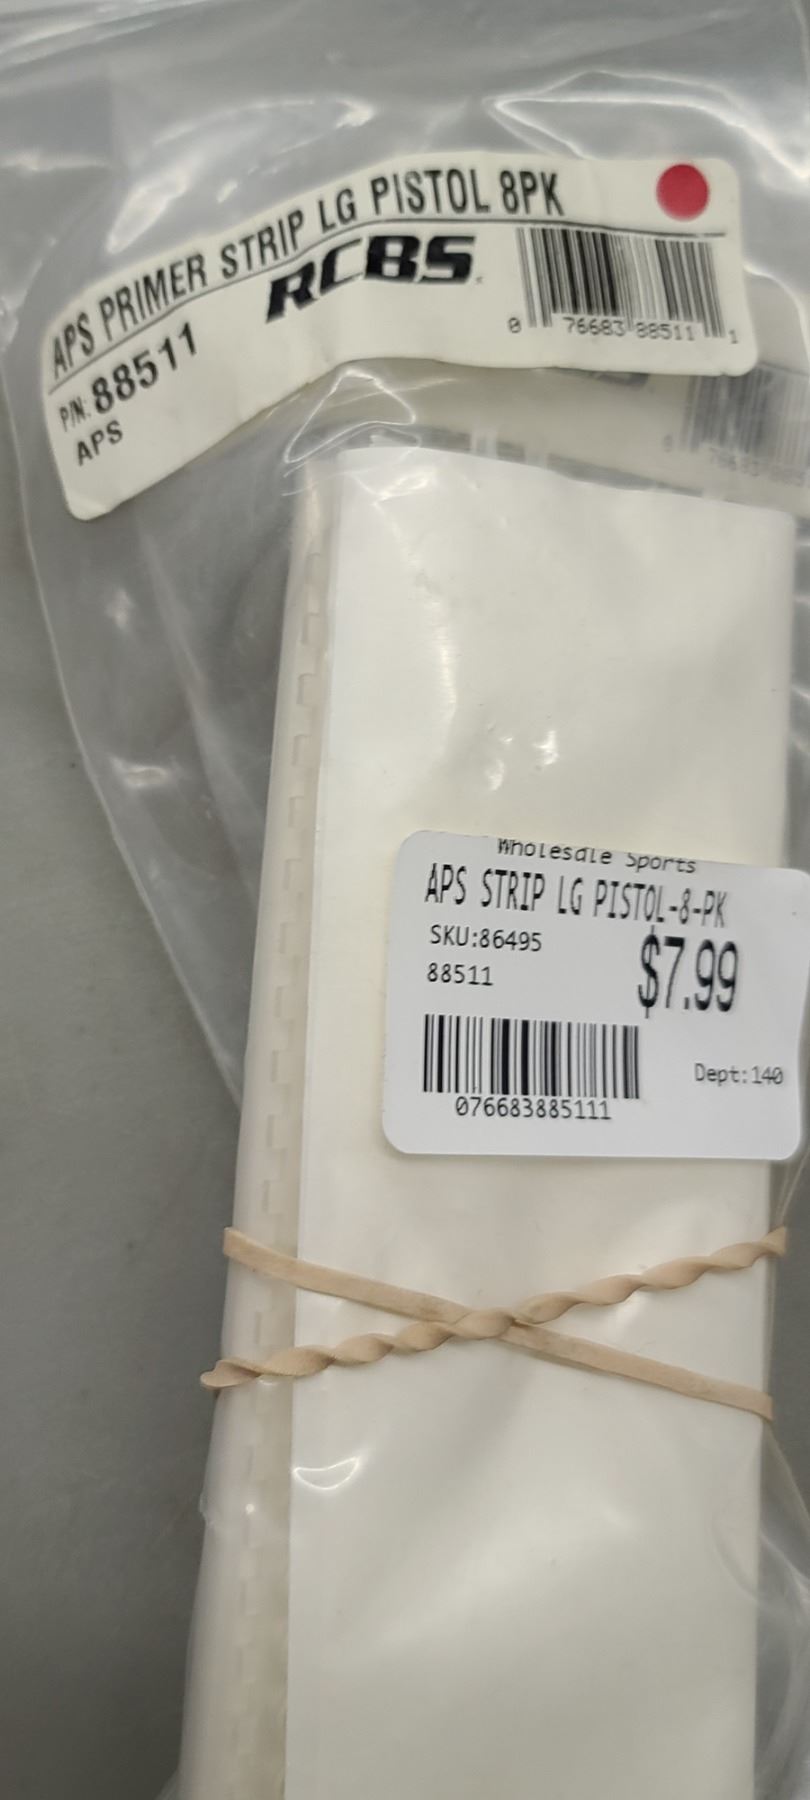 APS PRIMER STRIP LG PISTOL 8PK
P/N: 88511
RCBS
APS
0 76683 88511 1
Wholesale Sports
APS STRIP LG PISTOL-8-PK
SKU:86495
$7.99
88511
Dept:140
076683885111